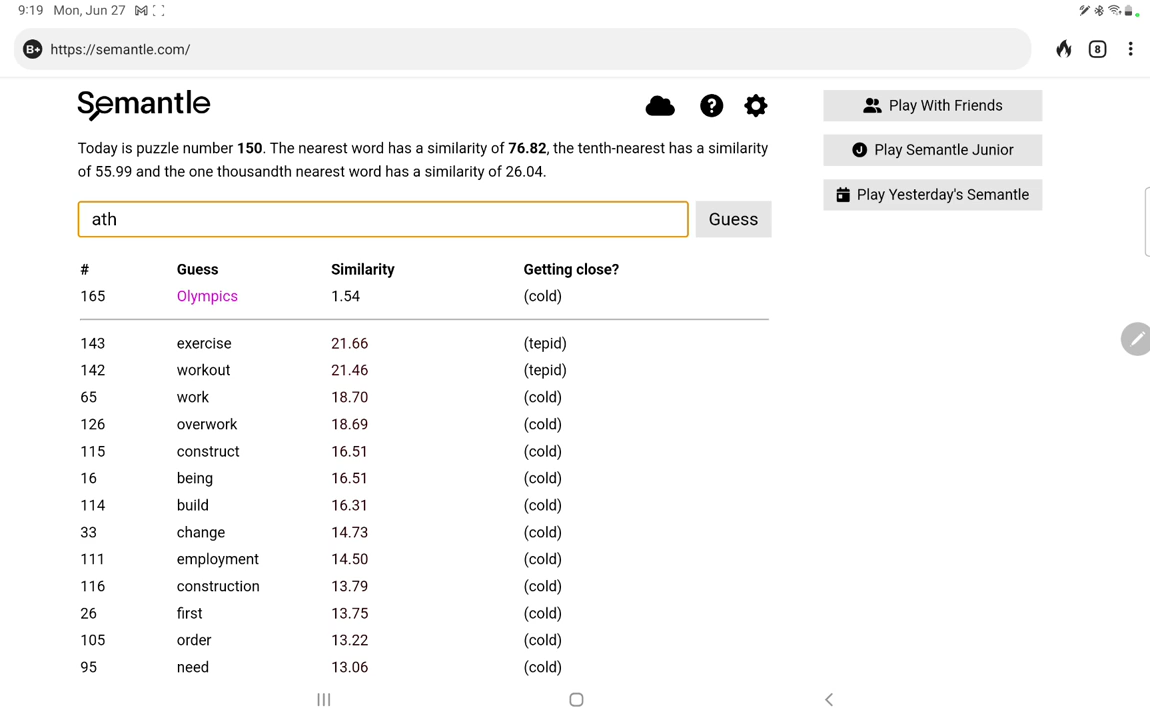 9:19 Mon, Jun 27
B+ https://semantle.com/ 8
Semantle
Play With Friends
Today is puzzle number 150. The nearest word has a similarity of 76.82, the tenth-nearest has a similarity
of 55.99 and the one thousandth nearest word has a similarity of 26.04.
J Play Semantle Junior
Play Yesterday's Semantle
ath Guess
# Guess Similarity Getting close?
165 Olympics 1.54 (cold)
143 exercise 21.66 (tepid)
142 workout 21.46 (tepid)
65 work 18.70 (cold)
126 overwork 18.69 (cold)
115 construct 16.51 (cold)
16 being 16.51 (cold)
114 build 16.31 (cold)
33 change 14.73 (cold)
111 employment 14.50 (cold)
116 construction 13.79 (cold)
26 first 13.75 (cold)
105 order 13.22 (cold)
95 need 13.06 (cold)